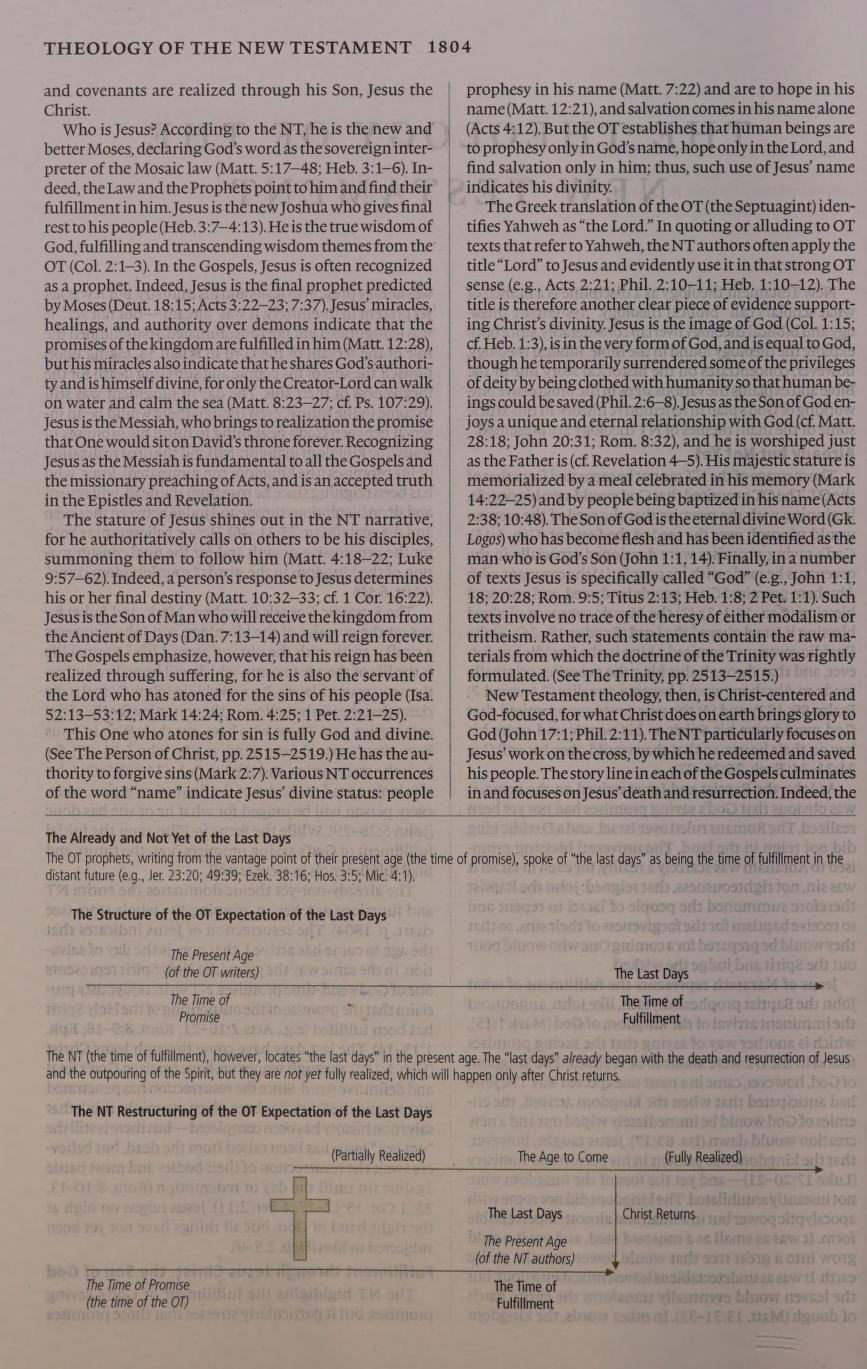 THEOLOGY OF THE NEW TESTAMENT 1804
and covenants are realized through his Son, Jesus the
Christ.
Who is Jesus? According to the NT, he is the new and
better Moses, declaring God's word as the sovereign inter-
preter of the Mosaic law (Matt. 5:17–48; Heb. 3:1–6). In-
deed, the Law and the Prophets point to him and find their
fulfillment in him. Jesus is the new Joshua who gives final
rest to his people (Heb. 3:7–4:13). He is the true wisdom of
God, fulfilling and transcending wisdom themes from the
OT (Col. 2:1–3). In the Gospels, Jesus is often recognized
as a prophet. Indeed, Jesus is the final prophet predicted
by Moses (Deut. 18:15; Acts 3:22–23; 7:37). Jesus' miracles,
healings, and authority over demons indicate that the
promises of the kingdom are fulfilled in him (Matt. 12:28),
but his miracles also indicate that he shares God's authori-
ty and is himself divine, for only the Creator-Lord can walk
on water and calm the sea (Matt. 8:23–27; cf. Ps. 107:29).
Jesus is the Messiah, who brings to realization the promise
that One would sit on David's throne forever. Recognizing
Jesus as the Messiah is fundamental to all the Gospels and
the missionary preaching of Acts, and is an accepted truth
in the Epistles and Revelation.
The stature of Jesus shines out in the NT narrative,
for he authoritatively calls on others to be his disciples,
summoning them to follow him (Matt. 4:18–22; Luke
9:57–62). Indeed, a person's response to Jesus determines
his or her final destiny (Matt. 10:32–33; cf. 1 Cor. 16:22).
Jesus is the Son of Man who will receive the kingdom from
the Ancient of Days (Dan. 7:13–14) and will reign forever.
The Gospels emphasize, however, that his reign has been
realized through suffering, for he is also the servant of
the Lord who has atoned for the sins of his people (Isa.
52:13–53:12; Mark 14:24; Rom. 4:25; 1 Pet. 2:21–25).
This One who atones for sin is fully God and divine.
(See The Person of Christ, pp. 2515–2519.) He has the au-
thority to forgive sins (Mark 2:7). Various NT occurrences
of the word "name" indicate Jesus' divine status: people
prophesy in his name (Matt. 7:22) and are to hope in his
name (Matt. 12:21), and salvation comes in his name alone
(Acts 4:12). But the OT establishes that human beings are
to prophesy only in God's name, hope only in the Lord, and
find salvation only in him; thus, such use of Jesus' name
indicates his divinity.
The Greek translation of the OT (the Septuagint) iden-
tifies Yahweh as "the Lord." In quoting or alluding to OT
texts that refer to Yahweh, the NT authors often apply the
title "Lord" to Jesus and evidently use it in that strong OT
sense (e.g., Acts 2:21; Phil. 2:10–11; Heb. 1:10–12). The
title is therefore another clear piece of evidence support-
ing Christ's divinity. Jesus is the image of God (Col. 1:15;
cf. Heb. 1:3), is in the very form of God, and is equal to God,
though he temporarily surrendered some of the privileges
of deity by being clothed with humanity so that human be-
ings could be saved (Phil. 2:6–8). Jesus as the Son of God en-
joys a unique and eternal relationship with God (cf. Matt.
28:18; John 20:31; Rom. 8:32), and he is worshiped just
as the Father is (cf. Revelation 4–5). His majestic stature is
memorialized by a meal celebrated in his memory (Mark
14:22–25) and by people being baptized in his name (Acts
2:38; 10:48). The Son of God is the eternal divine Word (Gk.
Logos) who has become flesh and has been identified as the
man who is God's Son (John 1:1, 14). Finally, in a number
of texts Jesus is specifically called "God" (e.g., John 1:1,
18; 20:28; Rom. 9:5; Titus 2:13; Heb. 1:8; 2 Pet. 1:1). Such
texts involve no trace of the heresy of either modalism or
tritheism. Rather, such statements contain the raw ma-
terials from which the doctrine of the Trinity was rightly
formulated. (See The Trinity, pp. 2513–2515.)
New Testament theology, then, is Christ-centered and
God-focused, for what Christ does on earth brings glory to
God (John 17:1; Phil. 2:11). The NT particularly focuses on
Jesus' work on the cross, by which he redeemed and saved
his people. The story line in each of the Gospels culminates
in and focuses on Jesus' death and resurrection. Indeed, the
The Already and Not Yet of the Last Days
The OT prophets, writing from the vantage point of their present age (the time of promise), spoke of "the last days" as being the time of fulfillment in the
distant future (e.g., Jer. 23:20; 49:39; Ezek. 38:16; Hos. 3:5; Mic. 4:1).
The Structure of the OT Expectation of the Last Days
The Present Age
(of the OT writers)
The Last Days
The Time of
Promise
The Time of
Fulfillment
The NT (the time of fulfillment), however, locates "the last days" in the present age. The "last days" already began with the death and resurrection of Jesus
and the outpouring of the Spirit, but they are not yet fully realized, which will happen only after Christ returns.
The NT Restructuring of the OT Expectation of the Last Days
(Partially Realized) The Age to Come (Fully Realized)
The Last Days
Christ Returns
The Present Age
(of the NT authors)
The Time of Promise
(the time of the OT)
The Time of
Fulfillment